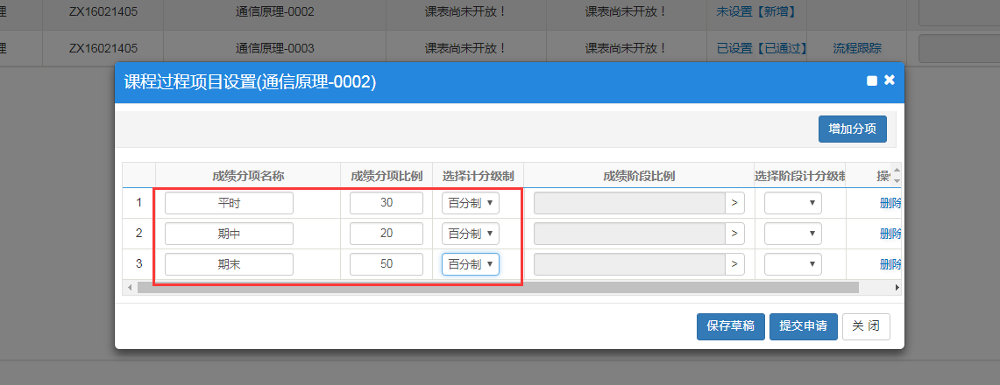 理 ZX16021405 通信原理-0002 课表尚未开放！ 课表尚未开放！ 未设置【新增】
理 ZX16021405 通信原理-0003 课表尚未开放！ 课表尚未开放！ 已设置【已通过】 流程跟踪
课程过程项目设置(通信原理-0002)
增加分项
成绩分项名称 成绩分项比例 选择计分级制 成绩阶段比例 选择阶段计分级制 操作
1 平时 30 百分制 >  删除
2 期中 20 百分制 >  删除
3 期末 50 百分制 >  删除
保存草稿 提交申请 关 闭